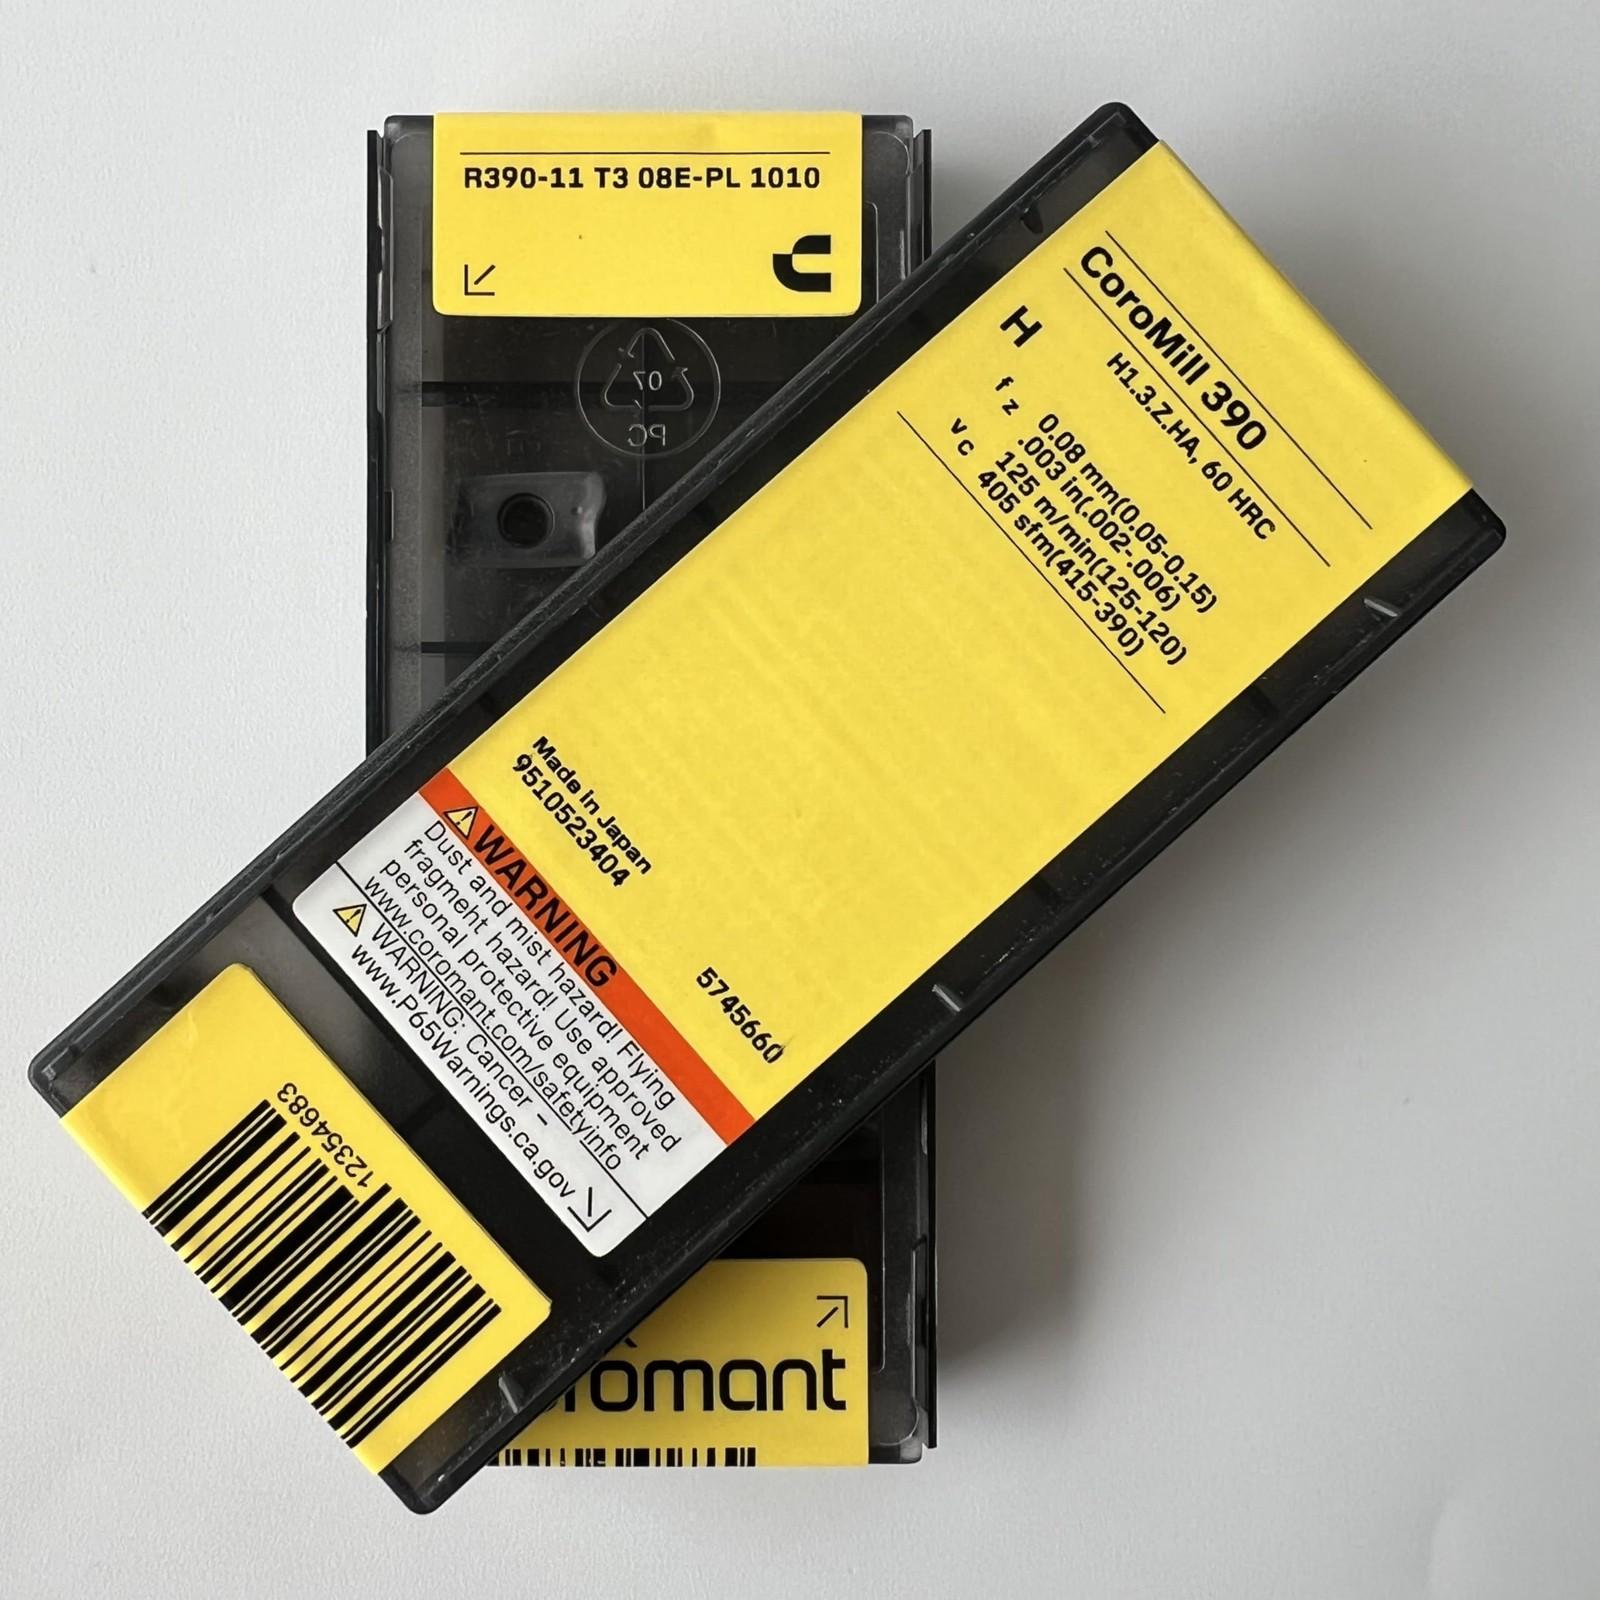 R390-11 T3 08E-PL 1010
07
PC
CoroMill 390
H1.3.Z.HA, 60 HRC
H
f z 0.08 mm(0.05-0.15)
.003 in(.002-.006)
v c 125 m/min(125-120)
405 sfm(415-390)
Made in Japan
9510523404
5745660
WARNING
Dust and mist hazard! Flying
fragmeht hazard! Use approved
personal protective equipment
www.coromant.com/safetyinfo
WARNING: Cancer –
www.P65Warnings.ca.gov
12354683
romant